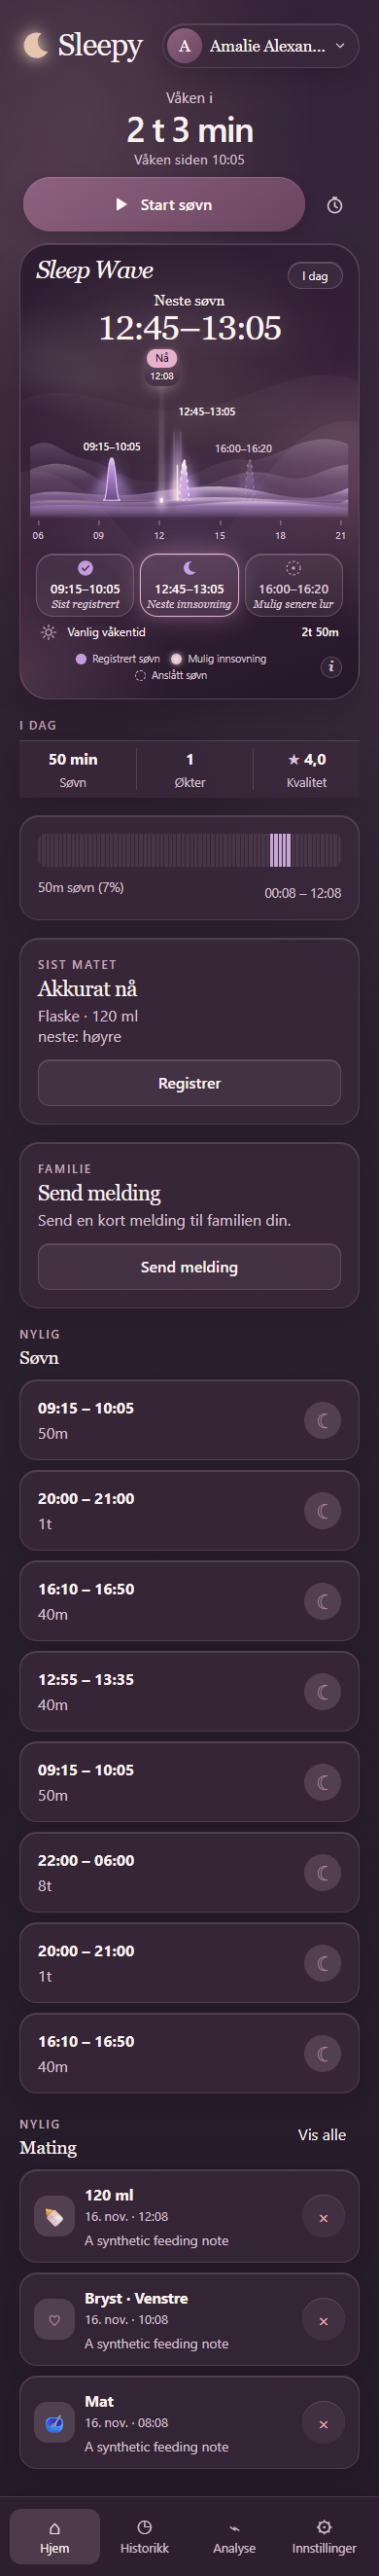 Sleepy
A Amalie Alexan...
Våken i
2 t 3 min
Våken siden 10:05
Start søvn
Sleep Wave
I dag
Neste søvn
12:45–13:05
Nå
12:08
12:45–13:05
09:15–10:05
16:00–16:20
06 09 12 15 18 21
09:15–10:05
Sist registrert
12:45–13:05
Neste innsovning
16:00–16:20
Mulig senere lur
Vanlig våkentid 2t 50m
Registrert søvn Mulig innsovning
Anslått søvn
i
I DAG
50 min
Søvn
1
Økter
★ 4,0
Kvalitet
50m søvn (7%)
00:08 – 12:08
SIST MATET
Akkurat nå
Flaske · 120 ml
neste: høyre
Registrer
FAMILIE
Send melding
Send en kort melding til familien din.
Send melding
NYLIG
Søvn
09:15 – 10:05
50m
20:00 – 21:00
1t
16:10 – 16:50
40m
12:55 – 13:35
40m
09:15 – 10:05
50m
22:00 – 06:00
8t
20:00 – 21:00
1t
16:10 – 16:50
40m
NYLIG
Mating
Vis alle
120 ml
16. nov. · 12:08
A synthetic feeding note
Bryst · Venstre
16. nov. · 10:08
A synthetic feeding note
Mat
16. nov. · 08:08
A synthetic feeding note
Hjem Historikk Analyse Innstillinger